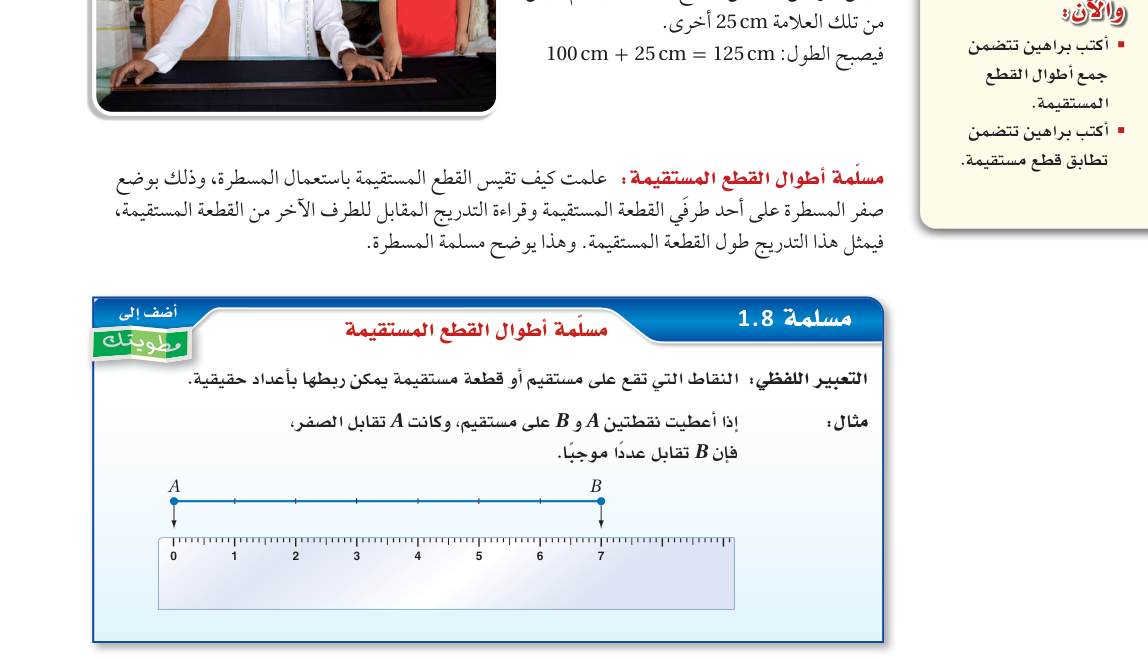 من تلك العلامة 25 cm أخرى.
فيصبح الطول: 100 cm + 25 cm = 125 cm
والآن:
▪ أكتب براهين تتضمن
جمع أطوال القطع
المستقيمة.
▪ أكتب براهين تتضمن
تطابق قطع مستقيمة.
مسلّمة أطوال القطع المستقيمة: علمت كيف تقيس القطع المستقيمة باستعمال المسطرة، وذلك بوضع
صفر المسطرة على أحد طرفَي القطعة المستقيمة وقراءة التدريج المقابل للطرف الآخر من القطعة المستقيمة،
فيمثل هذا التدريج طول القطعة المستقيمة. وهذا يوضح مسلمة المسطرة.
مسلمة 1.8
مسلّمة أطوال القطع المستقيمة
أضف إلى
مطويتك
التعبير اللفظي: النقاط التي تقع على مستقيم أو قطعة مستقيمة يمكن ربطها بأعداد حقيقية.
مثال: إذا أعطيت نقطتين A و B على مستقيم، وكانت A تقابل الصفر،
فإن B تقابل عددًا موجبًا.
A B
0 1 2 3 4 5 6 7